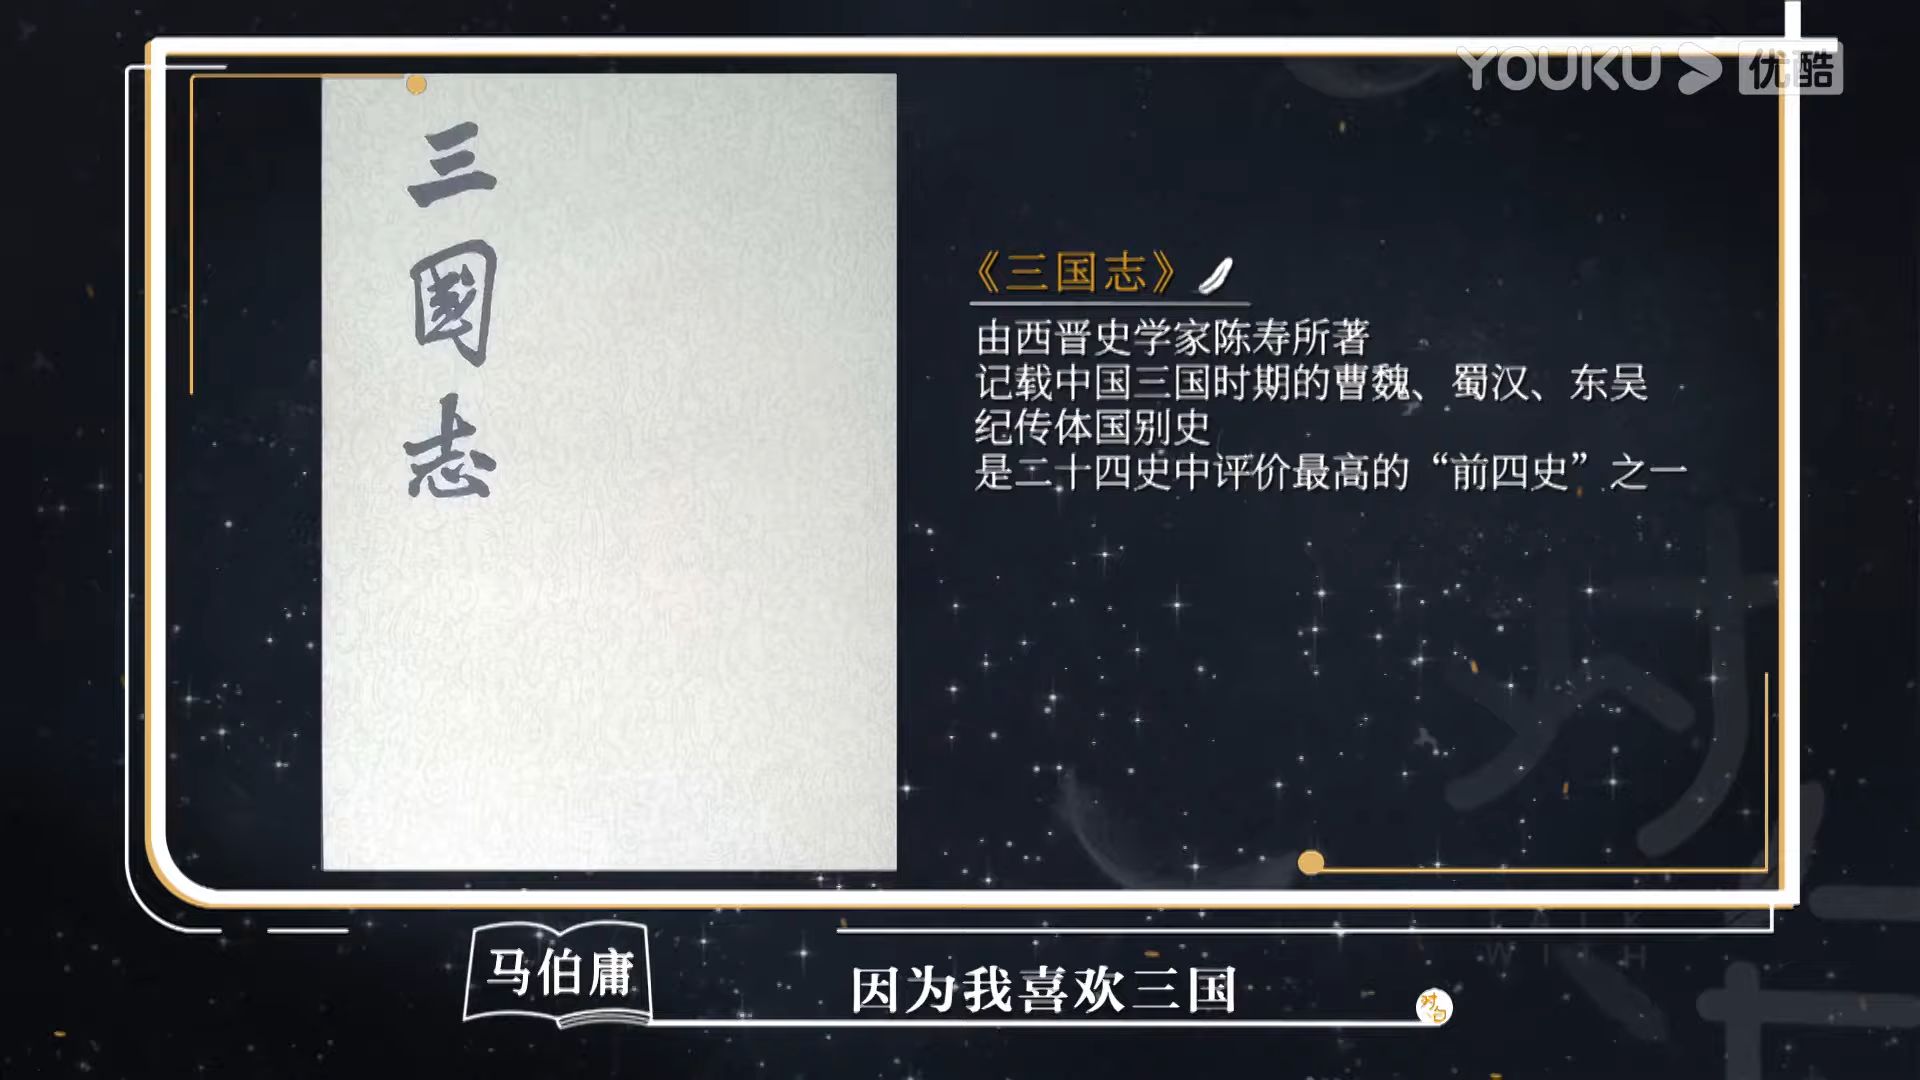 YOUKU 优酷
三國志
《三国志》
由西晋史学家陈寿所著
记载中国三国时期的曹魏、蜀汉、东吴
纪传体国别史
是二十四史中评价最高的“前四史”之一
WITH
马伯庸
因为我喜欢三国
对白